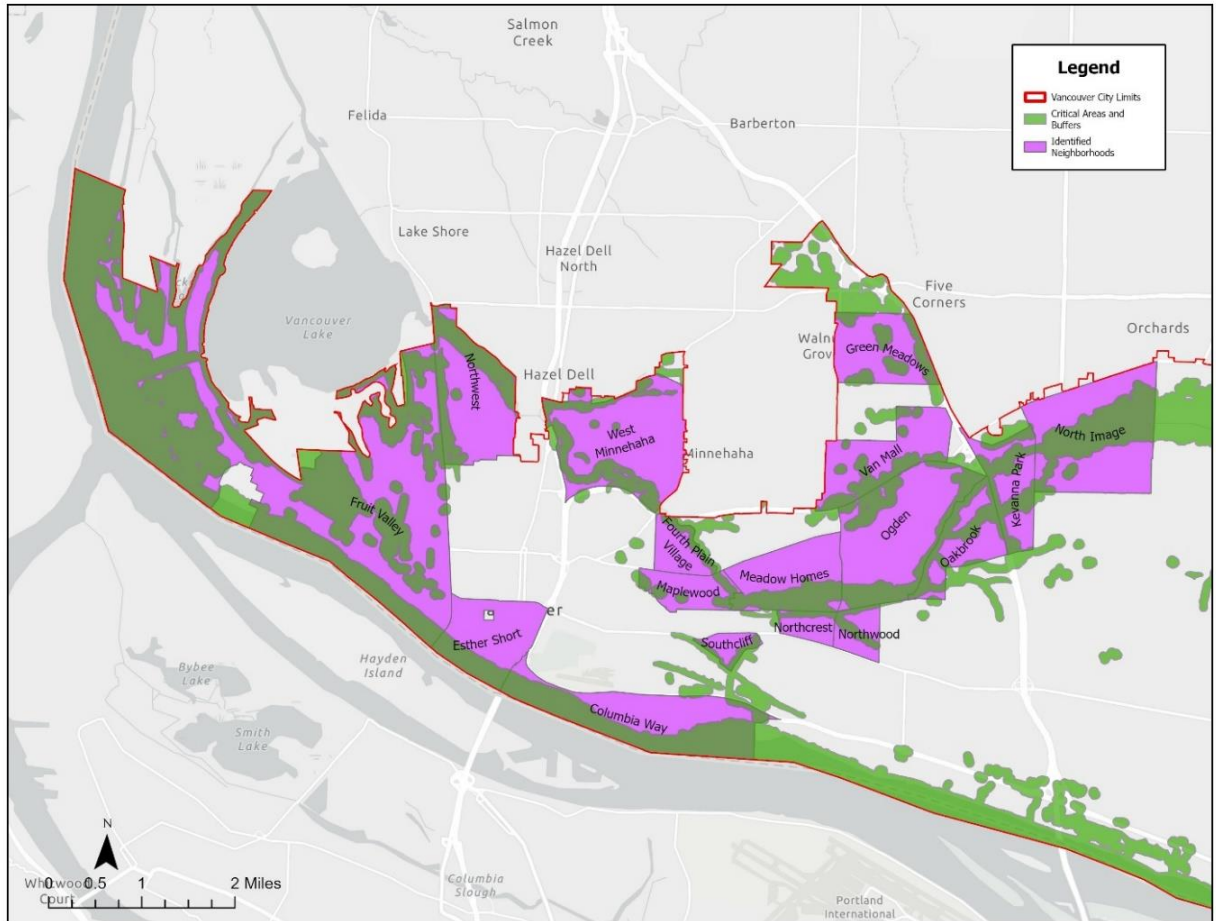 Salmon
Creek
Legend
Vancouver City Limits
Critical Areas and
Buffers
Identified
Neighborhoods
Felida
Barberton
Lake Shore
Hazel Dell
North
Five
Corners
Vancouver
Lake
Orchards
Green Meadows
Hazel Dell
Northwest
West
Minnehaha
Minnehaha
Van Mall
North Image
Kevanna Park
Fruit Valley
Ogden
Oakbrook
Fourth Plain
Village
Meadow Homes
Maplewood
er
Esther Short
Southcliff
Northcrest
Northwood
Hayden
Island
Bybee
Lake
Columbia Way
Smith
Lake
N
0 0.5 1 2 Miles
Court
Columbia
Slough
Portland
International